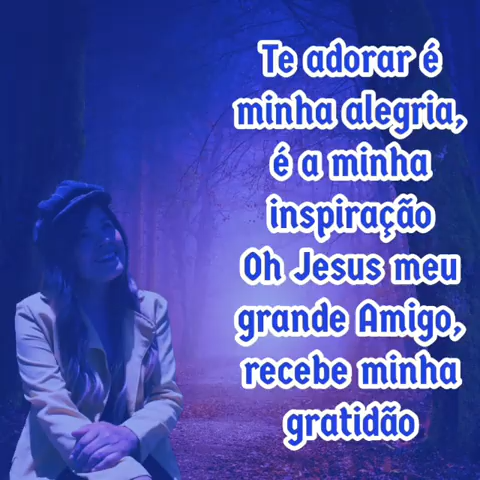 Te adorar é
minha alegria,
é a minha
inspiração
Oh Jesus meu
grande Amigo,
recebe minha
gratidão